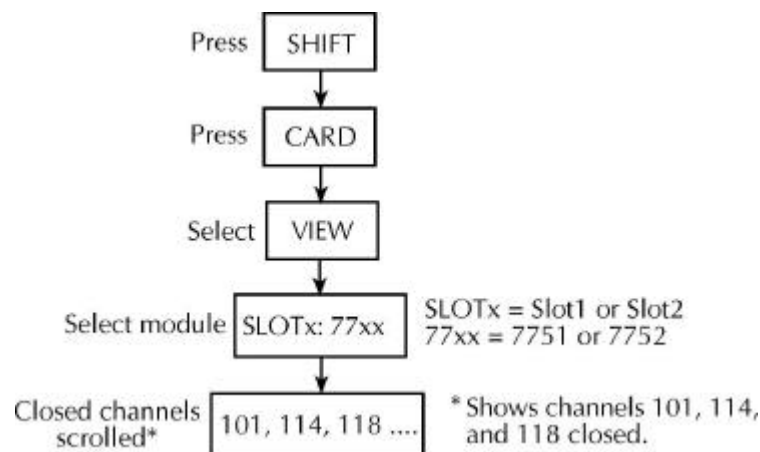 Press SHIFT
Press CARD
Select VIEW
Select module SLOTx: 77xx
SLOTx = Slot1 or Slot2
77xx = 7751 or 7752
Closed channels
scrolled*
101, 114, 118 ....
* Shows channels 101, 114,
and 118 closed.